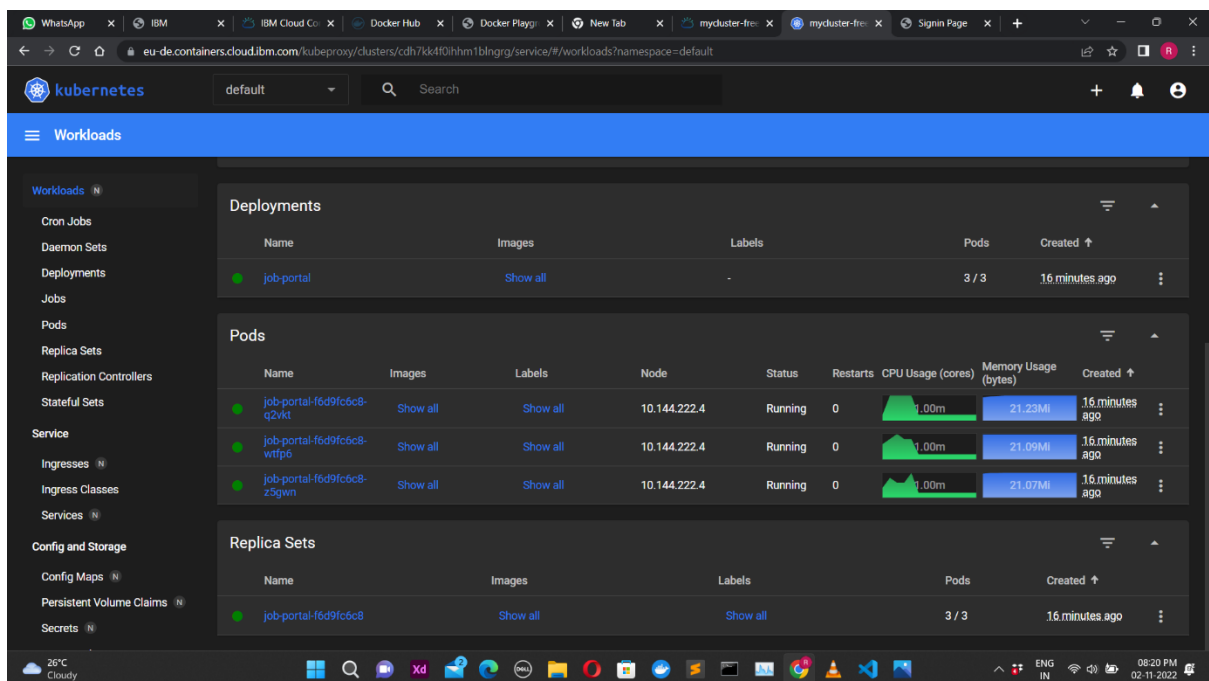 WhatsApp IBM IBM Cloud Co Docker Hub Docker Playgr New Tab mycluster-free mycluster-free Signin Page
eu-de.containers.cloud.ibm.com/kubeproxy/clusters/cdh7kk4f0ihhm1blngrg/service/#/workloads?namespace=default R
kubernetes default Search
Workloads
Workloads N
Cron Jobs
Daemon Sets
Deployments
Jobs
Pods
Replica Sets
Replication Controllers
Stateful Sets
Service
Ingresses N
Ingress Classes
Services N
Config and Storage
Config Maps N
Persistent Volume Claims N
Secrets N
Deployments
Name Images Labels Pods Created ↑
job-portal Show all - 3 / 3 16 minutes ago
Pods
Name Images Labels Node Status Restarts CPU Usage (cores) Memory Usage (bytes) Created ↑
job-portal-f6d9fc6c8-q2vkt Show all Show all 10.144.222.4 Running 0 1.00m 21.23Mi 16 minutes ago
job-portal-f6d9fc6c8-wtfp6 Show all Show all 10.144.222.4 Running 0 1.00m 21.09Mi 16 minutes ago
job-portal-f6d9fc6c8-z5gwn Show all Show all 10.144.222.4 Running 0 1.00m 21.07Mi 16 minutes ago
Replica Sets
Name Images Labels Pods Created ↑
job-portal-f6d9fc6c8 Show all Show all 3 / 3 16 minutes ago
26°C
Cloudy
Xd 2 DELL R
ENG
IN
08:20 PM
02-11-2022